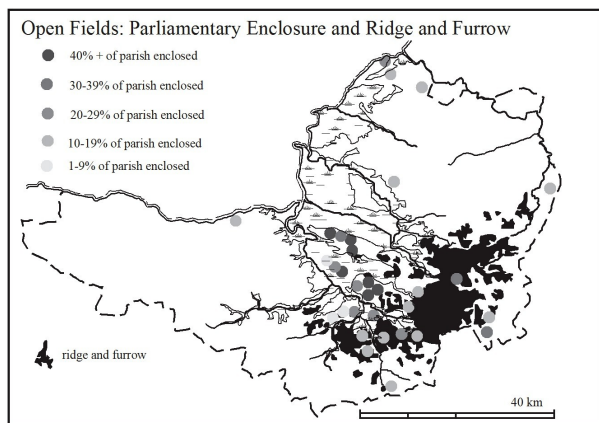 Open Fields: Parliamentary Enclosure and Ridge and Furrow
40% + of parish enclosed
30-39% of parish enclosed
20-29% of parish enclosed
10-19% of parish enclosed
1-9% of parish enclosed
ridge and furrow
40 km